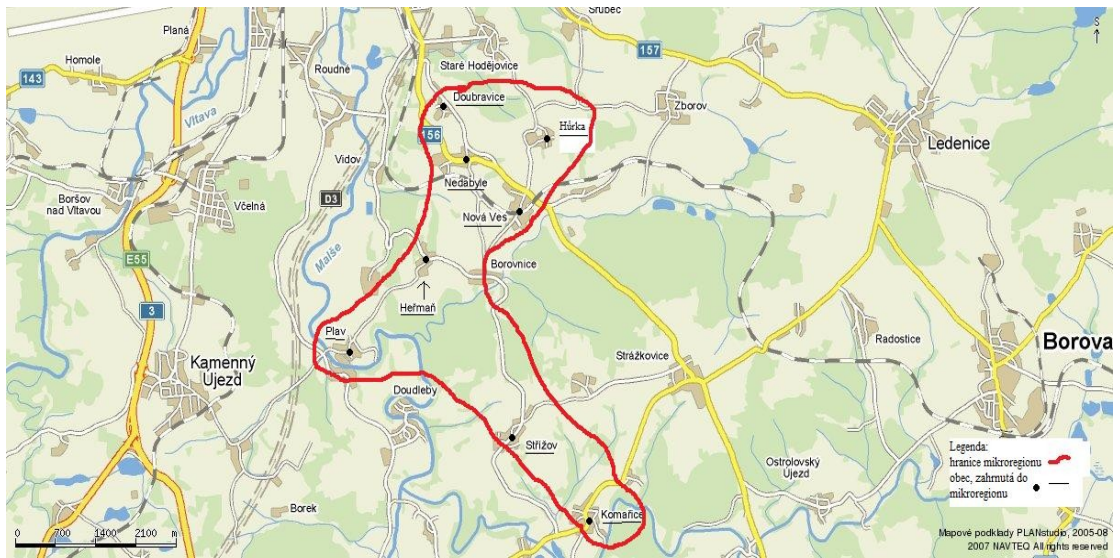 Planá
Srubec
S
Homole
Staré Hodějovice
157
143
Roudné
Doubravice
Zborov
Vltava
156
Hůrka
Ledenice
Vidov
Nedabyle
Boršov
nad Vltavou
Včelná
D3
Nová Ves
Malše
E55
Borovnice
3
Heřmaň
Plav
Strážkovice
Radostice
Borova
Kamenný
Újezd
Doudleby
Střížov
Legenda:
hranice mikroregionu
obec, zahrnutá do
mikroregionu
Ostrolovský
Újezd
Borek
Komařice
0 700 1400 2100 m
Mapové podklady PLANstudio, 2005-08
2007 NAVTEQ All rights reserved